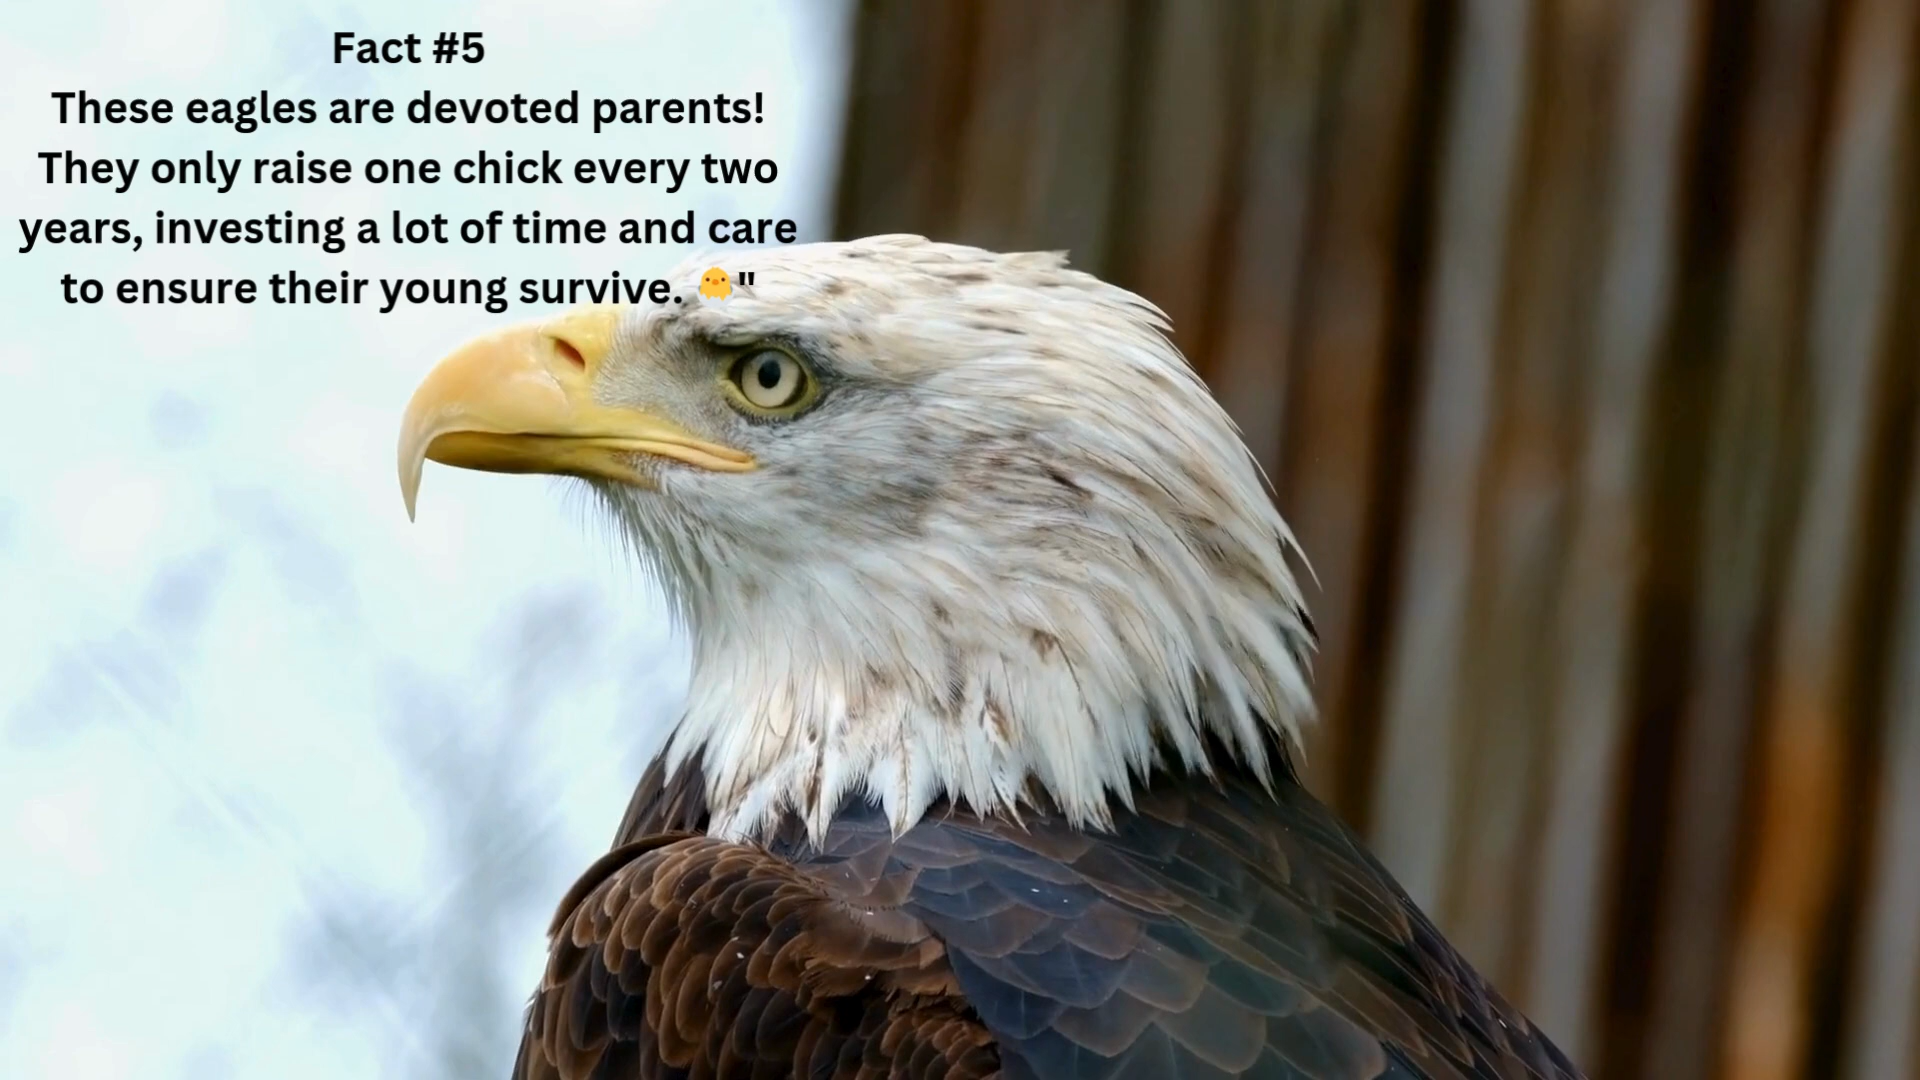 Fact #5
These eagles are devoted parents!
They only raise one chick every two
years, investing a lot of time and care
to ensure their young survive. 🐥"